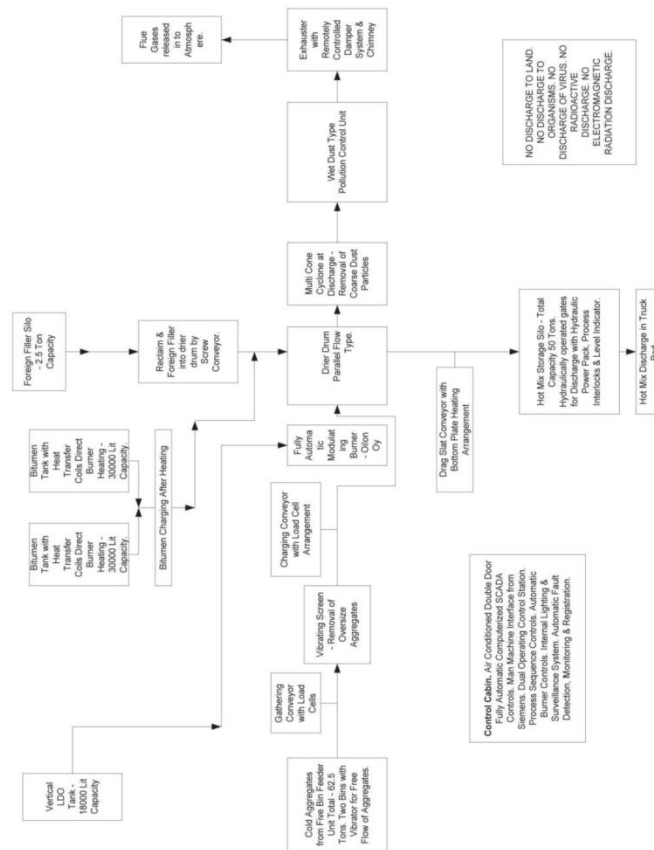 Vertical
LDO
Tank -
18000 Lit
Capacity
Bitumen
Tank with
Heat
Transfer
Coils Direct
Burner
Heating -
30000 Lit
Capacity.
Bitumen
Tank with
Heat
Transfer
Coils Direct
Burner
Heating - 
30000 Lit
Capacity.
Foreign Filler Silo
- 2.5 Ton
Capacity
Flue
Gases
released
in to
Atmosph
ere.
Bitumen Charging After Heating
Reclaim &
Foreign Filler
into drier
drum by
Screw
Conveyor.
Gathering
Conveyor
with Load
Cells
Charging Conveyor
with Load Cell
Arrangement
Cold Aggregates
from Five Bin Feeder
Unit Total - 62.5
Tons. Two Bins with
Vibrator for Free
Flow of Aggregates.
Vibrating Screen
- Removal of
Oversize
Aggregates
Fully
Automa
tic
Modulat
ing
Burner
- Oilon
Oy
Drier Drum
Parallel Flow
Type.
Multi Cone
Cyclone at
Discharge -
Removal of
Coarse Dust
Particles
Wet Dust Type
Pollution Control Unit
Exhauster
with
Remotely
Controlled
Damper
System &
Chimney
Drag Slat Conveyor with
Bottom Plate Heating
Arrangement
Control Cabin. Air Conditioned Double Door
Fully Automatic Computerized SCADA
Controls. Man Machine Interface from
Siemens. Dual Operating Control Station.
Process Sequence Controls. Automatic
Burner Controls. Internal Lighting &
Surveillance System. Automatic Fault
Detection, Monitoring & Registration.
Hot Mix Storage Silo - Total
Capacity 50 Tons.
Hydraulically operated gates
for Discharge with Hydraulic
Power Pack. Process
Interlocks & Level Indicator.
Hot Mix Discharge in Truck
NO DISCHARGE TO LAND.
NO DISCHARGE TO
ORGANISMS. NO
DISCHARGE OF VIRUS. NO
RADIOACTIVE
DISCHARGE. NO
ELECTROMAGNETIC
RADIATION DISCHARGE.